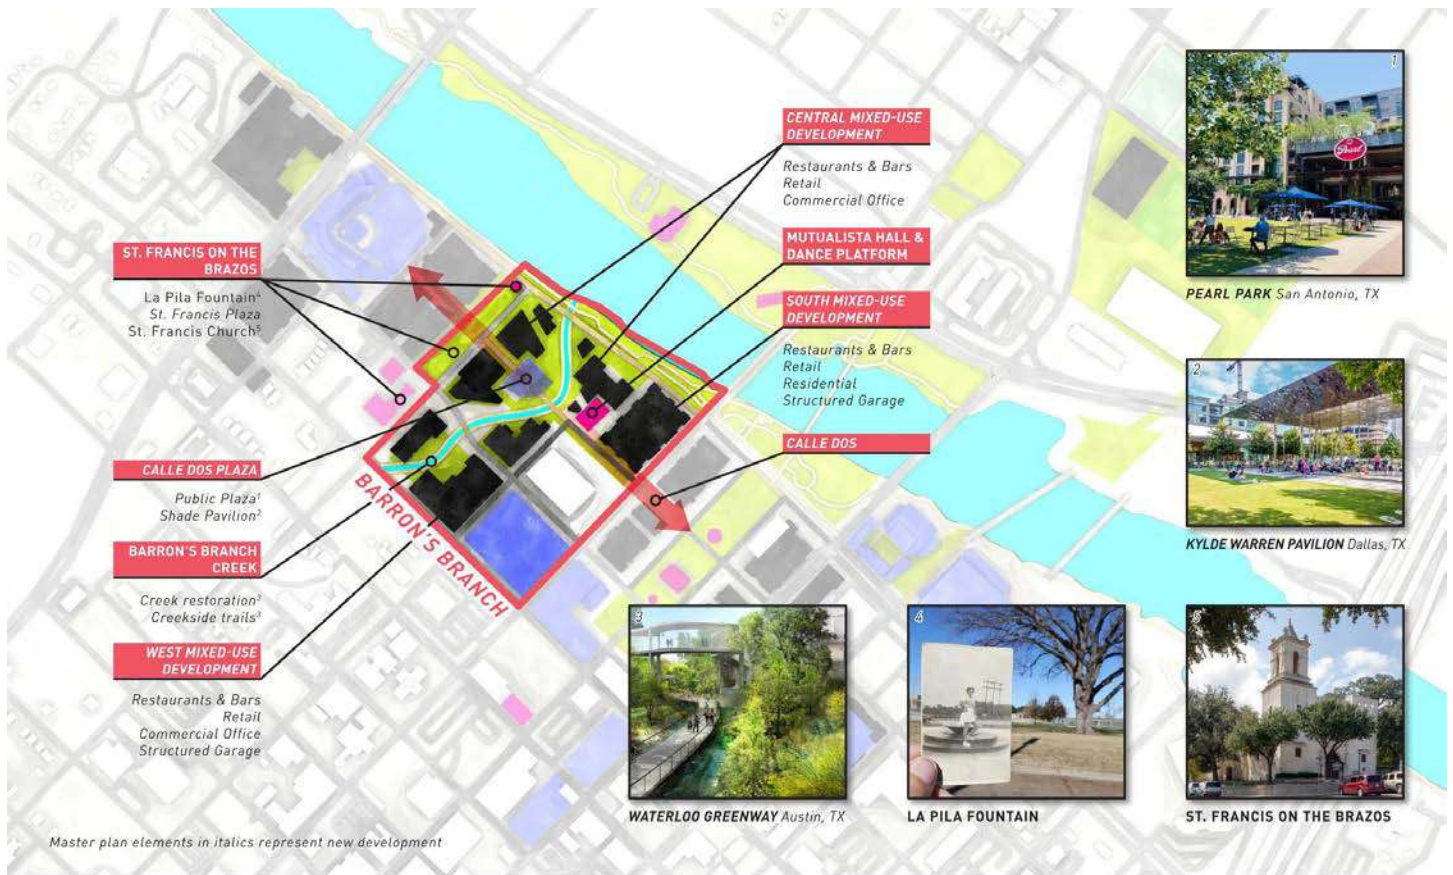 CENTRAL MIXED-USE
DEVELOPMENT
Restaurants & Bars
Retail
Commercial Office
MUTUALISTA HALL &
DANCE PLATFORM
SOUTH MIXED-USE
DEVELOPMENT
Restaurants & Bars
Retail
Residential
Structured Garage
CALLE DOS
ST. FRANCIS ON THE
BRAZOS
La Pila Fountain⁴
St. Francis Plaza
St. Francis Church⁵
CALLE DOS PLAZA
Public Plaza¹
Shade Pavilion²
BARRON'S BRANCH
CREEK
Creek restoration³
Creekside trails³
WEST MIXED-USE
DEVELOPMENT
Restaurants & Bars
Retail
Commercial Office
Structured Garage
BARRON'S BRANCH
1
Pearl
PEARL PARK San Antonio, TX
2
KYLDE WARREN PAVILION Dallas, TX
3
WATERLOO GREENWAY Austin, TX
4
LA PILA FOUNTAIN
5
ST. FRANCIS ON THE BRAZOS
Master plan elements in italics represent new development